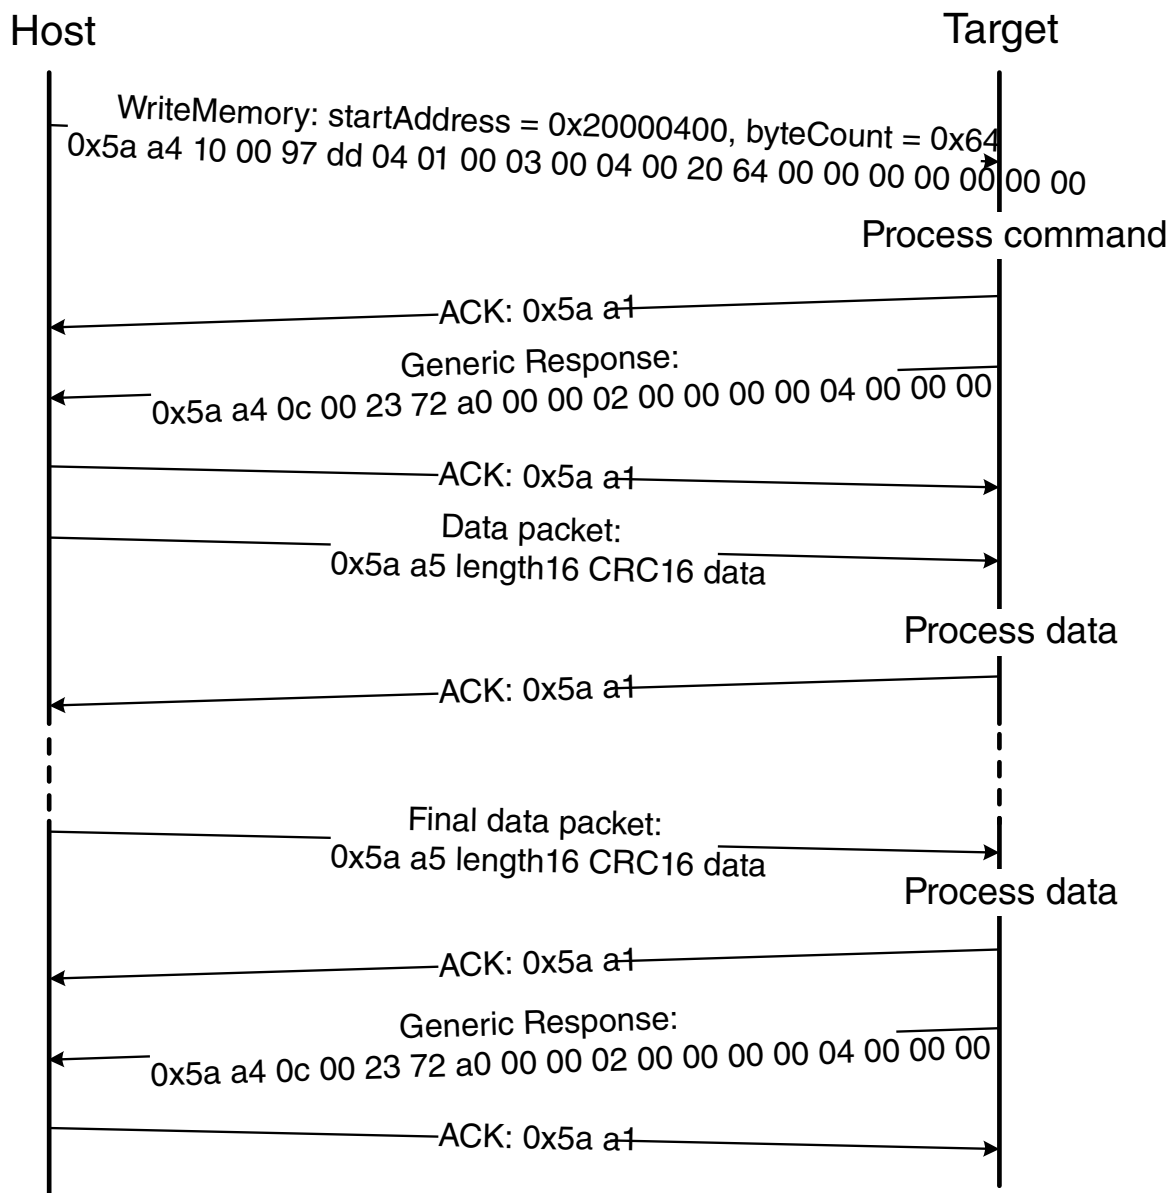 Host
Target
WriteMemory: startAddress = 0x20000400, byteCount = 0x64
0x5a a4 10 00 97 dd 04 01 00 03 00 04 00 20 64 00 00 00 00 00 00 00
Process command
ACK: 0x5a a1
Generic Response:
0x5a a4 0c 00 23 72 a0 00 00 02 00 00 00 00 04 00 00 00
ACK: 0x5a a1
Data packet:
0x5a a5 length16 CRC16 data
Process data
ACK: 0x5a a1
Final data packet:
0x5a a5 length16 CRC16 data
Process data
ACK: 0x5a a1
Generic Response:
0x5a a4 0c 00 23 72 a0 00 00 02 00 00 00 00 04 00 00 00
ACK: 0x5a a1